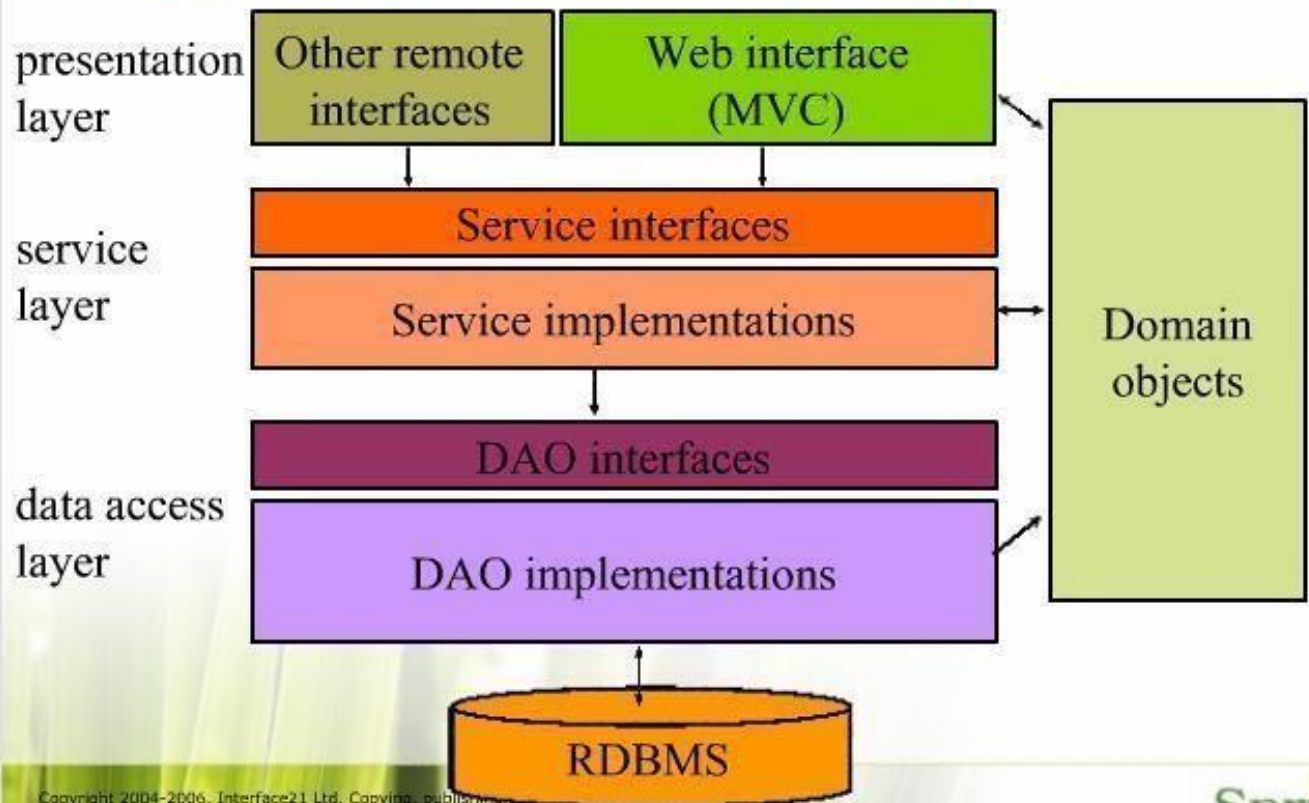 presentation
layer
Other remote
interfaces
Web interface
(MVC)
Service interfaces
service
layer
Service implementations
Domain
objects
DAO interfaces
data access
layer
DAO implementations
RDBMS
Copyright 2004-2006, Interface21 Ltd. Copying,